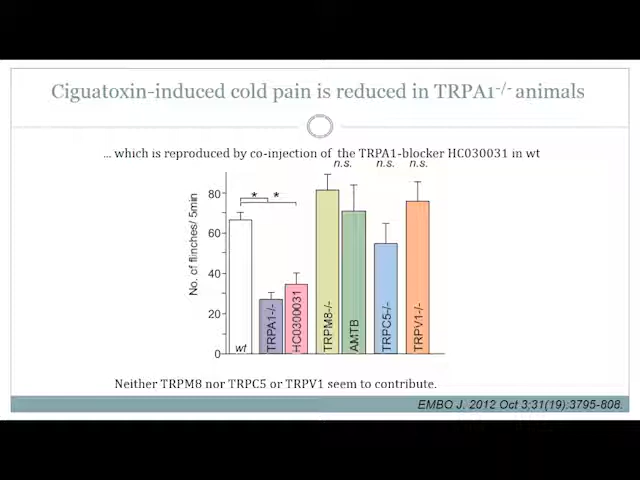 Ciguatoxin-induced cold pain is reduced in TRPA1-/- animals
... which is reproduced by co-injection of the TRPA1-blocker HC030031 in wt
n.s. n.s. n.s.
* *
No. of flinches/ 5min
80
60
40
20
0
wt
TRPA1-/-
HC0300031
TRPM8-/-
AMTB
TRPC5-/-
TRPV1-/-
Neither TRPM8 nor TRPC5 or TRPV1 seem to contribute.
EMBO J. 2012 Oct 3;31(19):3795-808.